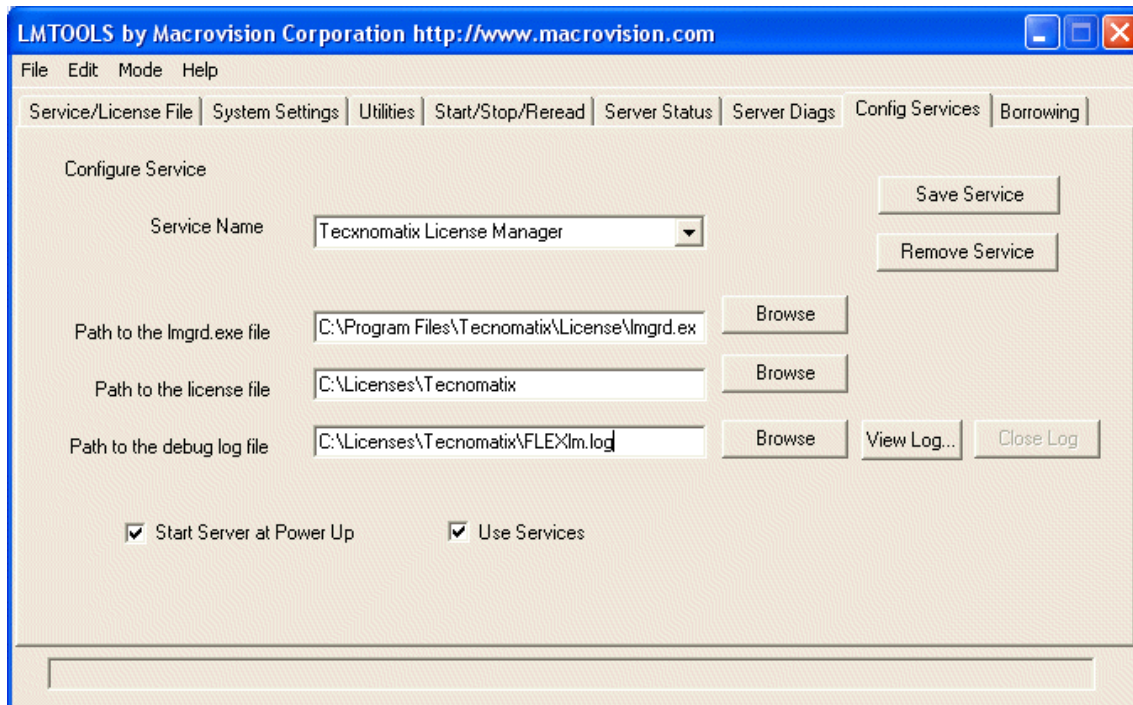 LMTOOLS by Macrovision Corporation http://www.macrovision.com
File Edit Mode Help
Service/License File System Settings Utilities Start/Stop/Reread Server Status Server Diags Config Services Borrowing
Configure Service
Save Service
Service Name Tecxnomatix License Manager
Remove Service
Path to the lmgrd.exe file C:\Program Files\Tecnomatix\License\lmgrd.ex Browse
Path to the license file C:\Licenses\Tecnomatix Browse
Path to the debug log file C:\Licenses\Tecnomatix\FLEXlm.log Browse View Log... Close Log
Start Server at Power Up Use Services